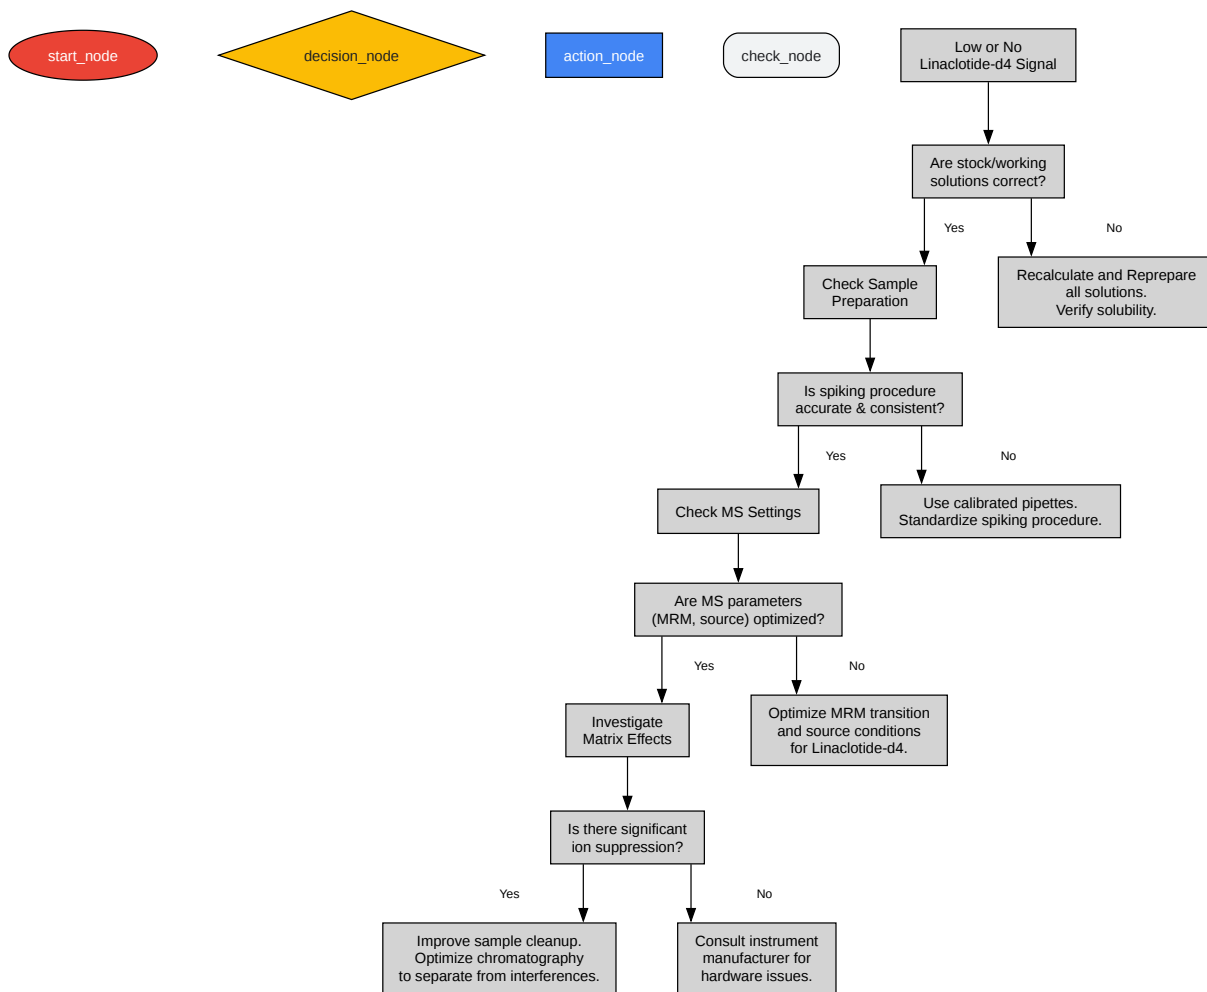 start_node
decision_node
action_node
check_node
Low or No
Linaclotide-d4 Signal
Are stock/working
solutions correct?
Yes
No
Check Sample
Preparation
Recalculate and Reprepare
all solutions.
Verify solubility.
Is spiking procedure
accurate & consistent?
Yes
No
Check MS Settings
Use calibrated pipettes.
Standardize spiking procedure.
Are MS parameters
(MRM, source) optimized?
Yes
No
Investigate
Matrix Effects
Optimize MRM transition
and source conditions
for Linaclotide-d4.
Is there significant
ion suppression?
Yes
No
Improve sample cleanup.
Optimize chromatography
to separate from interferences.
Consult instrument
manufacturer for
hardware issues.